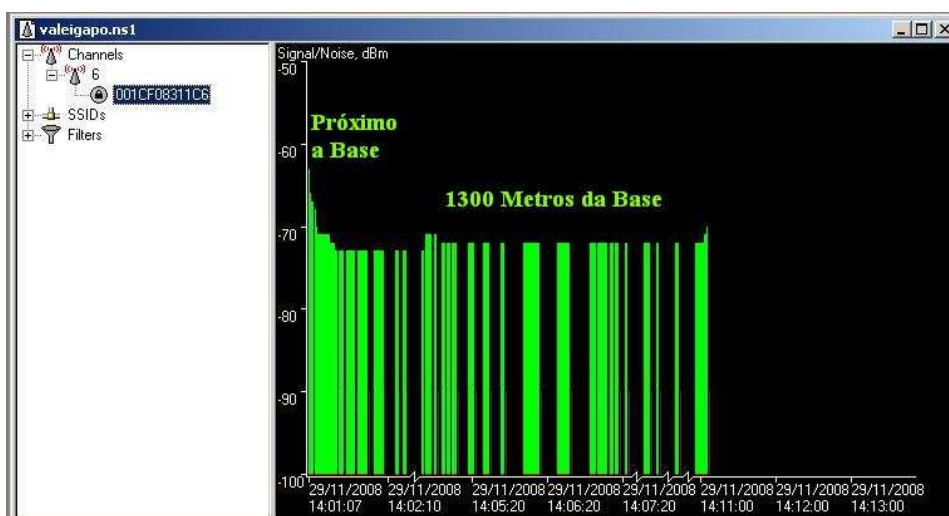 valeigapo.ns1
Channels
6
001CF08311C6
SSIDs
Filters
Signal/Noise, dBm
-50
Próximo
a Base
-60
1300 Metros da Base
-70
-80
-90
-100
29/11/2008 29/11/2008 29/11/2008 29/11/2008 29/11/2008 29/11/2008 29/11/2008 29/11/2008
14:01:07 14:02:10 14:05:20 14:06:20 14:07:20 14:11:00 14:12:00 14:13:00